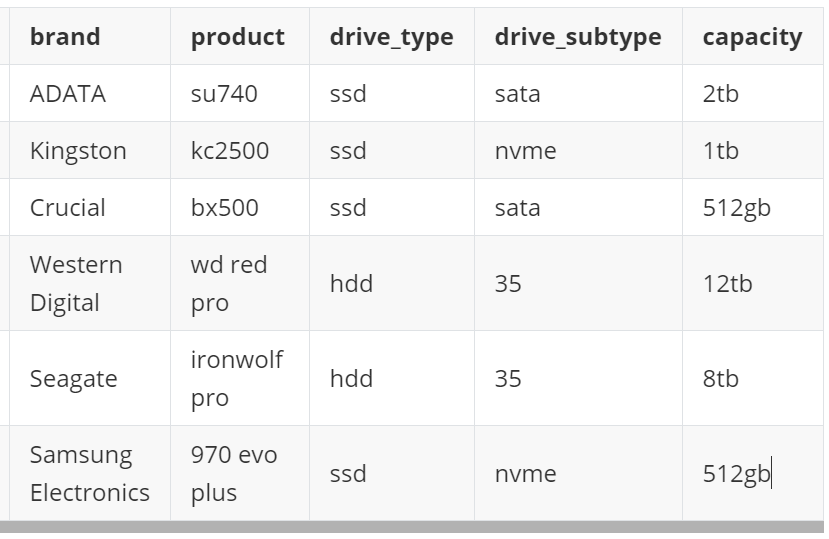 brand product drive_type drive_subtype capacity
ADATA su740 ssd sata 2tb
Kingston kc2500 ssd nvme 1tb
Crucial bx500 ssd sata 512gb
Western Digital wd red pro hdd 35 12tb
Seagate ironwolf pro hdd 35 8tb
Samsung Electronics 970 evo plus ssd nvme 512gb